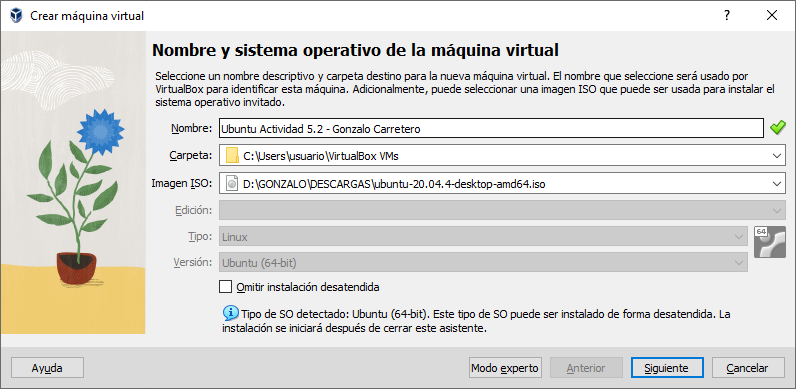 Crear máquina virtual
Nombre y sistema operativo de la máquina virtual
Seleccione un nombre descriptivo y carpeta destino para la nueva máquina virtual. El nombre que seleccione será usado por
VirtualBox para identificar esta máquina. Adicionalmente, puede seleccionar una imagen ISO que puede ser usada para instalar el
sistema operativo invitado.
Nombre: Ubuntu Actividad 5.2 - Gonzalo Carretero
Carpeta: C:\Users\usuario\VirtualBox VMs
Imagen ISO: D:\GONZALO\DESCARGAS\ubuntu-20.04.4-desktop-amd64.iso
Edición:
Tipo: Linux
64
Versión: Ubuntu (64-bit)
Omitir instalación desatendida
Tipo de SO detectado: Ubuntu (64-bit). Este tipo de SO puede ser instalado de forma desatendida. La
instalación se iniciará después de cerrar este asistente.
Ayuda Modo experto Anterior Siguiente Cancelar